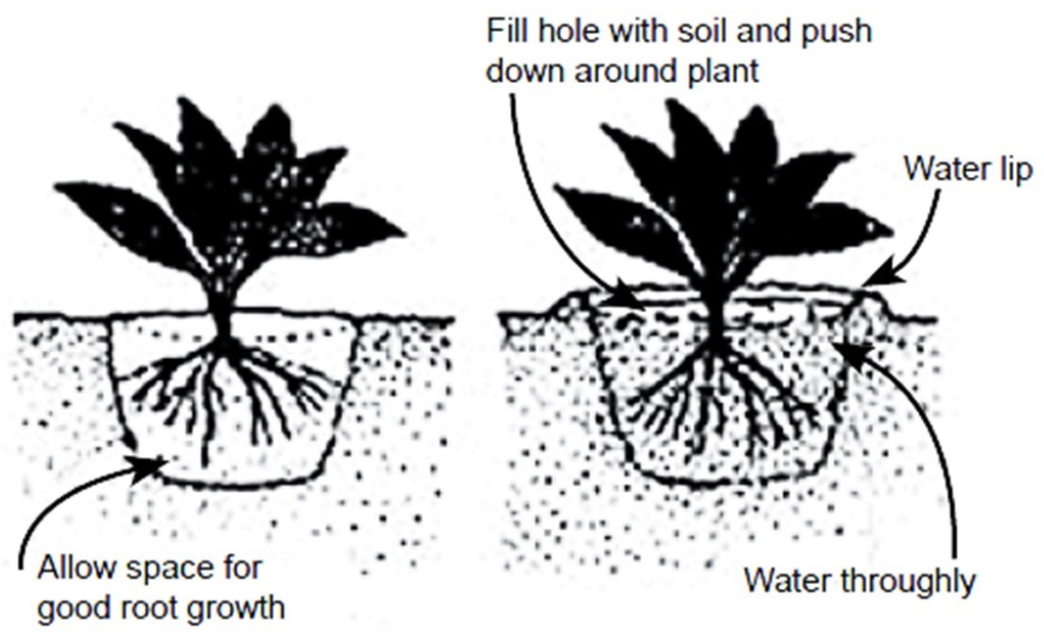 Fill hole with soil and push
down around plant
Water lip
Allow space for
good root growth
Water throughly